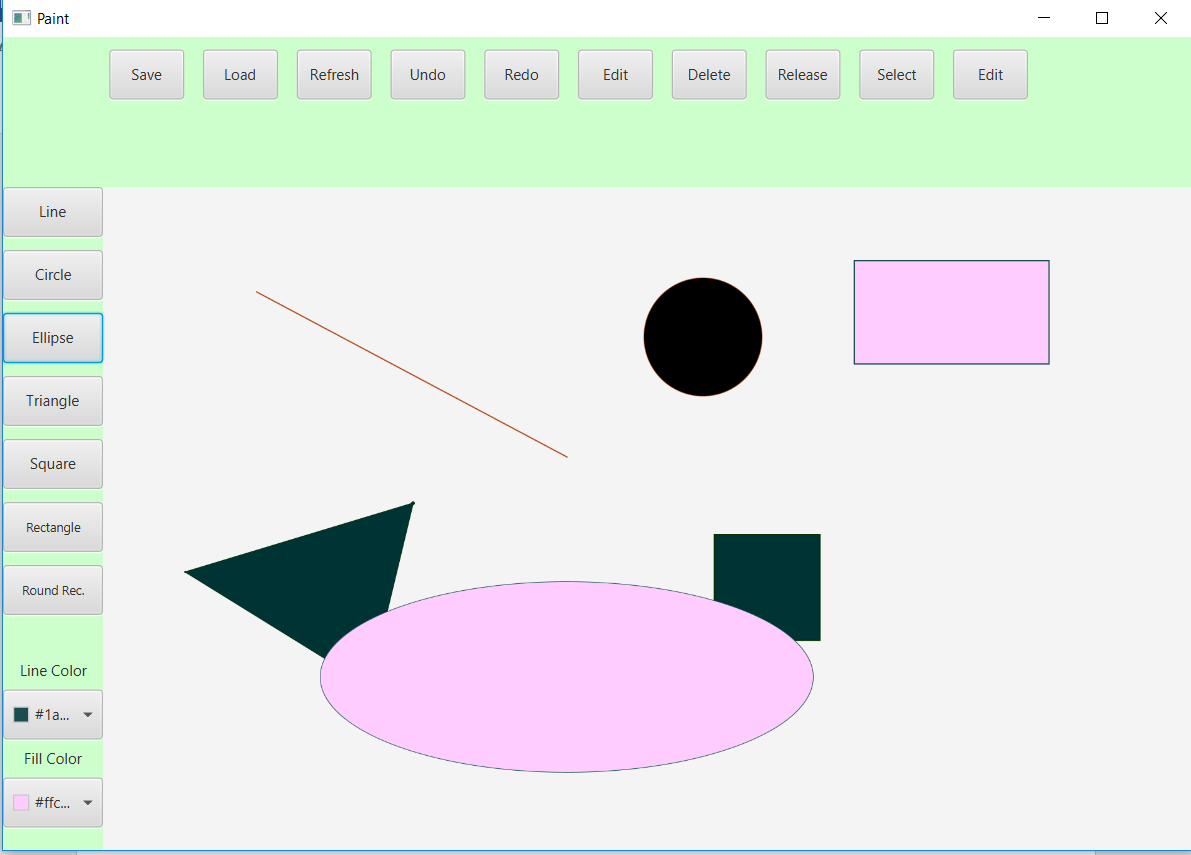 Paint
Save Load Refresh Undo Redo Edit Delete Release Select Edit
Line
Circle
Ellipse
Triangle
Square
Rectangle
Round Rec.
Line Color
#1a...
Fill Color
#ffc...